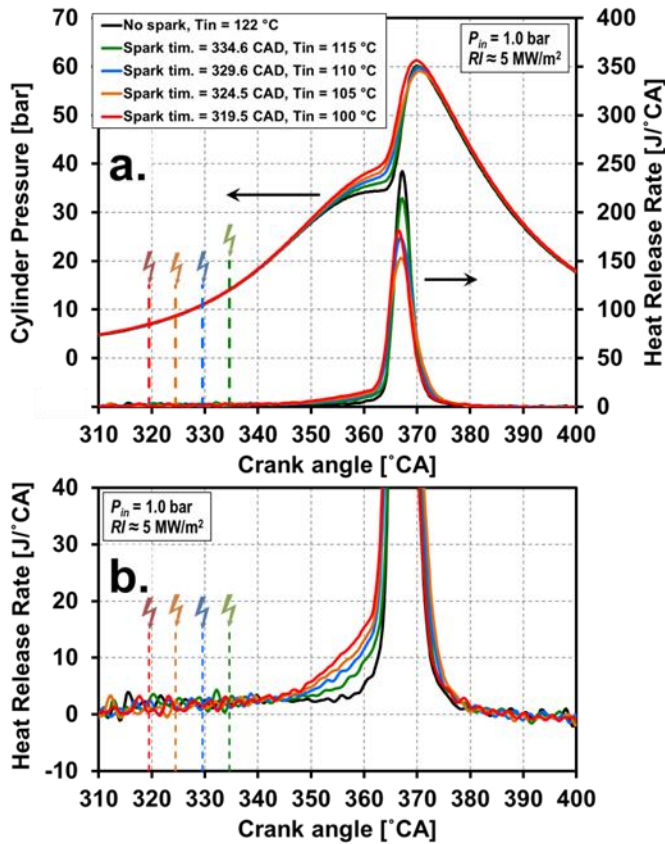 No spark, Tin = 122 °C
Spark tim. = 334.6 CAD, Tin = 115 °C
Spark tim. = 329.6 CAD, Tin = 110 °C
Spark tim. = 324.5 CAD, Tin = 105 °C
Spark tim. = 319.5 CAD, Tin = 100 °C
Pin = 1.0 bar
RI ≈ 5 MW/m²
a.
Cylinder Pressure [bar]
70
60
50
40
30
20
10
0
Heat Release Rate [J/˚CA]
400
350
300
250
200
150
100
50
0
310 320 330 340 350 360 370 380 390 400
Crank angle [˚CA]
Pin = 1.0 bar
RI ≈ 5 MW/m²
b.
Heat Release Rate [J/˚CA]
40
30
20
10
0
-10
310 320 330 340 350 360 370 380 390 400
Crank angle [˚CA]